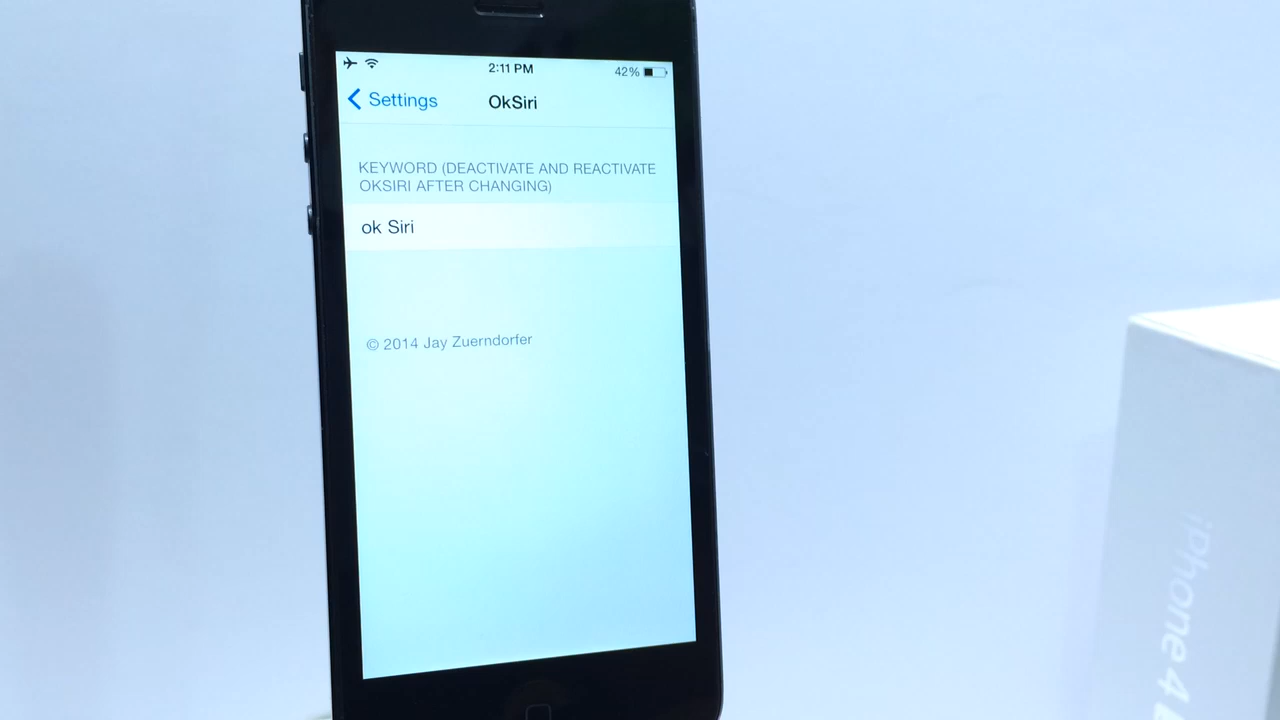 2:11 PM
42%
Settings
OkSiri
KEYWORD (DEACTIVATE AND REACTIVATE
OKSIRI AFTER CHANGING)
ok Siri
© 2014 Jay Zuerndorfer
iPhone 4